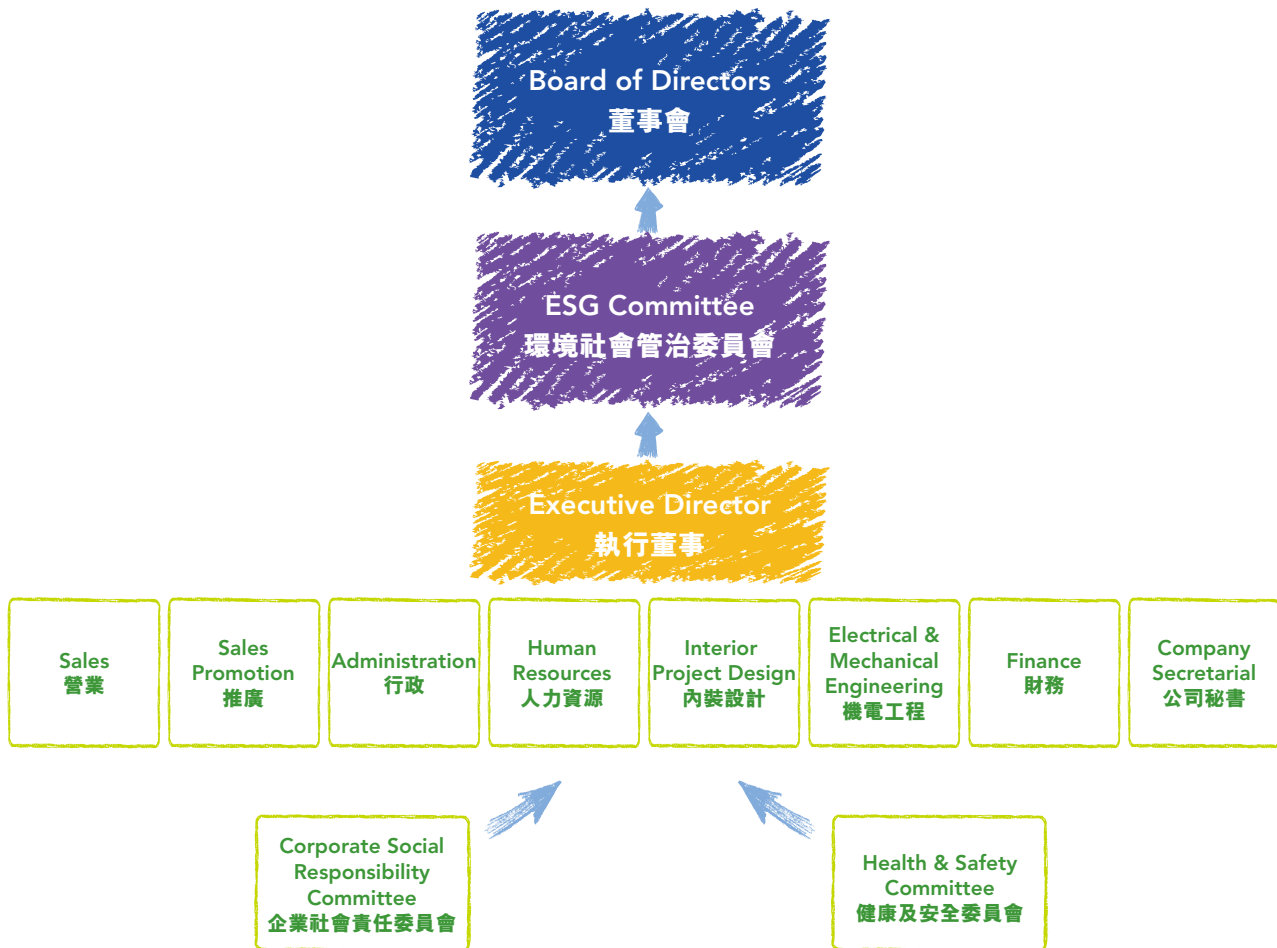 Board of Directors
董事會
ESG Committee
環境社會管治委員會
Executive Director
執行董事
Sales
營業
Sales
Promotion
推廣
Administration
行政
Human
Resources
人力資源
Interior
Project Design
內裝設計
Electrical &
Mechanical
Engineering
機電工程
Finance
財務
Company
Secretarial
公司秘書
Corporate Social
Responsibility
Committee
企業社會責任委員會
Health & Safety
Committee
健康及安全委員會